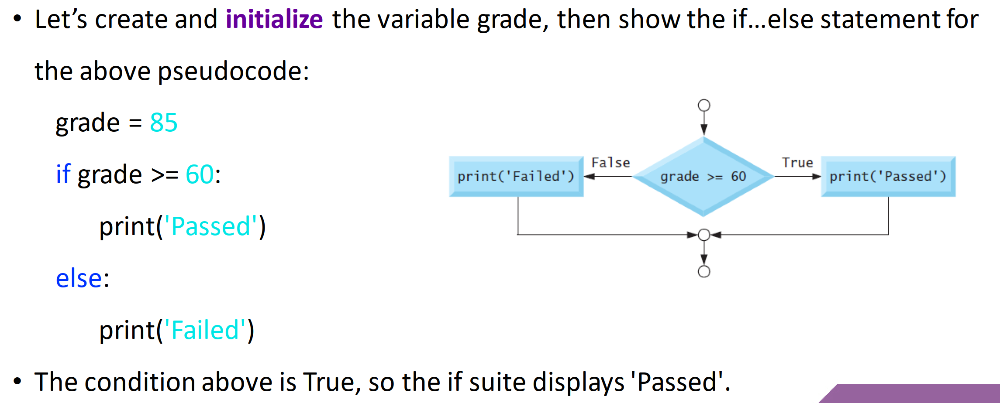 • Let’s create and initialize the variable grade, then show the if…else statement for
the above pseudocode:
grade = 85
if grade >= 60:
print('Passed')
else:
print('Failed')
print('Failed')
False
grade >= 60
True
print('Passed')
• The condition above is True, so the if suite displays 'Passed'.